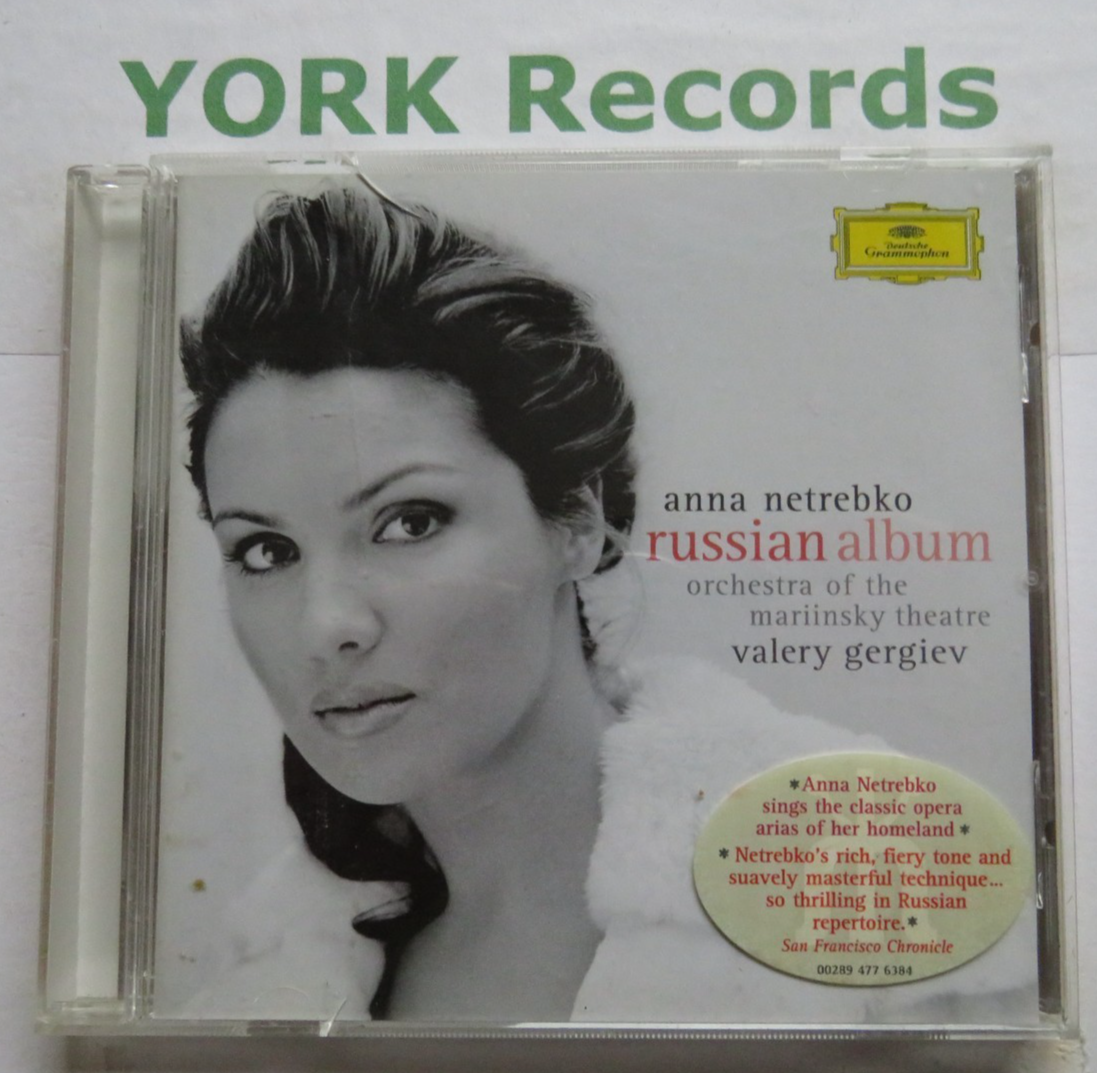 YORK Records
Deutsche
Grammophon
anna netrebko
russian album
orchestra of the
mariinsky theatre
valery gergiev
*Anna Netrebko
sings the classic opera
arias of her homeland *
* Netrebko's rich, fiery tone and
suavely masterful technique...
so thrilling in Russian
repertoire.*
San Francisco Chronicle
00289 477 6384